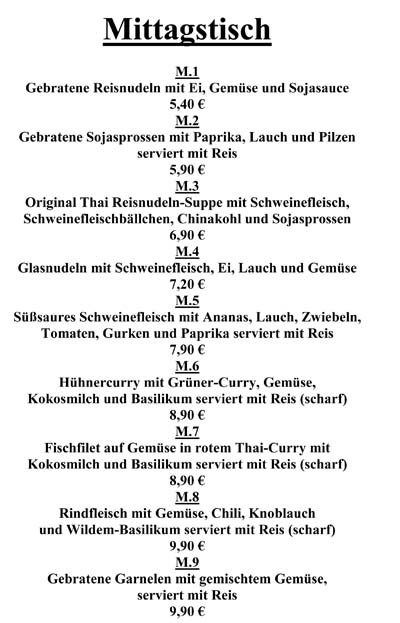 Mittagstisch
M.1
Gebratene Reisnudeln mit Ei, Gemüse und Sojasauce
5,40 €
M.2
Gebratene Sojasprossen mit Paprika, Lauch und Pilzen
serviert mit Reis
5,90 €
M.3
Original Thai Reisnudeln-Suppe mit Schweinefleisch,
Schweinefleischbällchen, Chinakohl und Sojasprossen
6,90 €
M.4
Glasnudeln mit Schweinefleisch, Ei, Lauch und Gemüse
7,20 €
M.5
Süßsaures Schweinefleisch mit Ananas, Lauch, Zwiebeln,
Tomaten, Gurken und Paprika serviert mit Reis
7,90 €
M.6
Hühnercurry mit Grüner-Curry, Gemüse,
Kokosmilch und Basilikum serviert mit Reis (scharf)
8,90 €
M.7
Fischfilet auf Gemüse in rotem Thai-Curry mit
Kokosmilch und Basilikum serviert mit Reis (scharf)
8,90 €
M.8
Rindfleisch mit Gemüse, Chili, Knoblauch
und Wildem-Basilikum serviert mit Reis (scharf)
9,90 €
M.9
Gebratene Garnelen mit gemischtem Gemüse,
serviert mit Reis
9,90 €